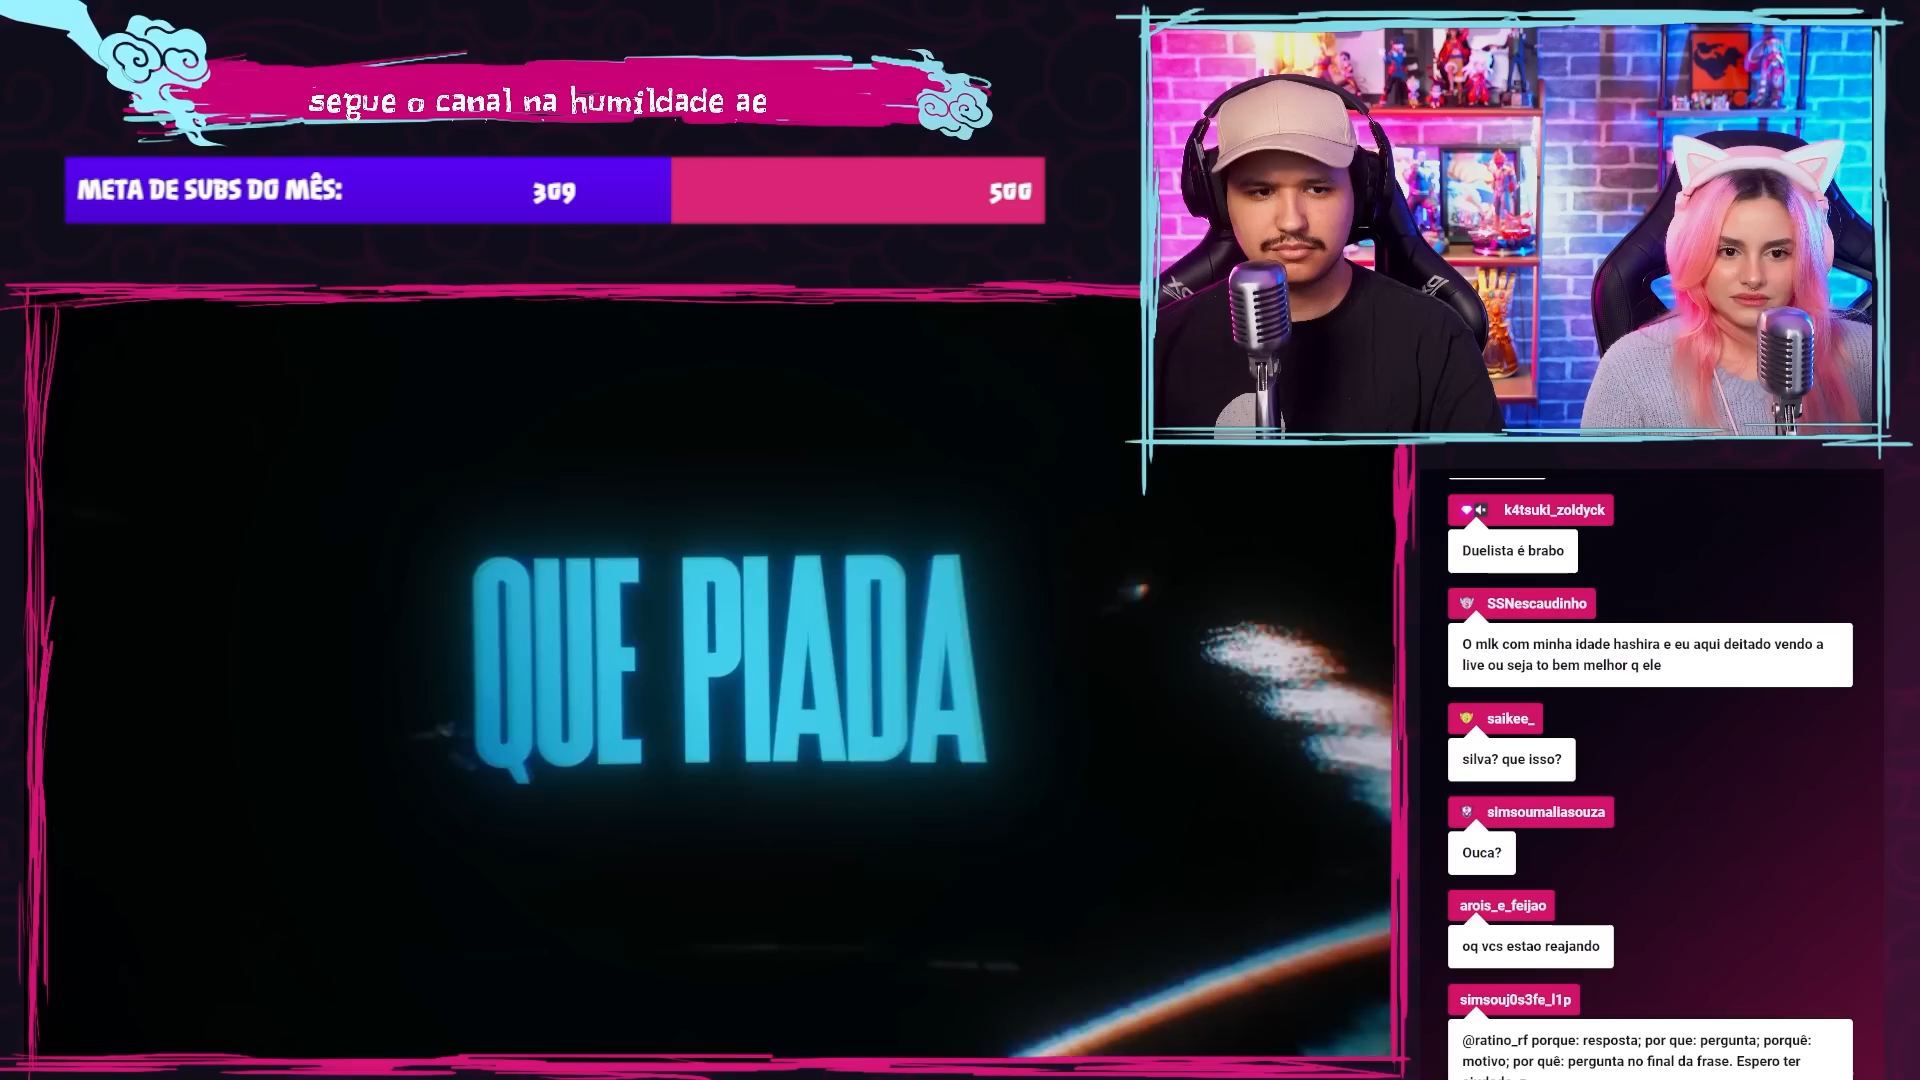 segue o canal na humildade ae
META DE SUBS DO MÊS:
309
500
QUE PIADA
k4tsuki_zoldyck
Duelista é brabo
SSNescaudinho
O mlk com minha idade hashira e eu aqui deitado vendo a
live ou seja to bem melhor q ele
saikee_
silva? que isso?
simsoumaliasouza
Ouca?
arois_e_feijao
oq vcs estao reajando
simsouj0s3fe_l1p
@ratino_rf porque: resposta; por que: pergunta; porquê:
motivo; por quê: pergunta no final da frase. Espero ter